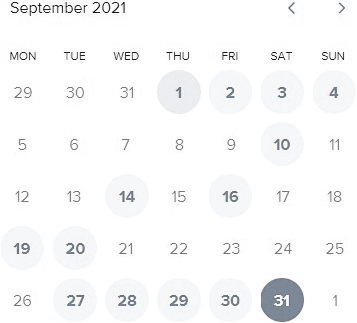 September 2021
MON TUE WED THU FRI SAT SUN
29 30 31 1 2 3 4
5 6 7 8 9 10 11
12 13 14 15 16 17 18
19 20 21 22 23 24 25
26 27 28 29 30 31 1